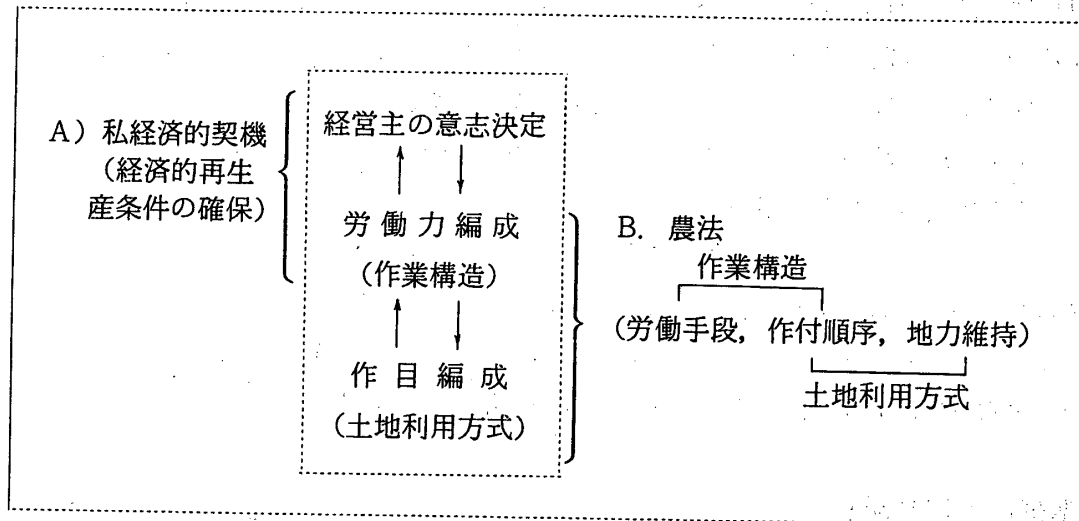 A）私経済的契機
（経済的再生
産条件の確保）
経営主の意志決定
労働力編成
（作業構造）
作目編成
（土地利用方式）
B．農法
作業構造
（労働手段，作付順序，地力維持）
土地利用方式